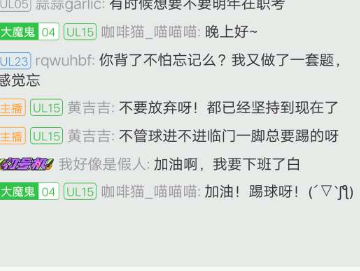 UL05 蒜蒜garlic: 有时候想要不要明年在职考
大魔鬼 04 UL15 咖啡猫_喵喵喵: 晚上好~
UL23 rqwuhbf: 你背了不怕忘记么？我又做了一套题，
感觉忘
主播 UL15 黄吉吉: 不要放弃呀！都已经坚持到现在了
主播 UL15 黄吉吉: 不管球进不进临门一脚总要踢的呀
我好像是假人: 加油啊，我要下班了白
大魔鬼 04 UL15 咖啡猫_喵喵喵: 加油！踢球呀！(´▽`ʃƪ)